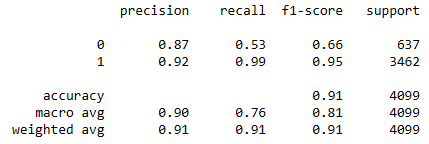 precision recall f1-score support
0 0.87 0.53 0.66 637
1 0.92 0.99 0.95 3462
accuracy 0.91 4099
macro avg 0.90 0.76 0.81 4099
weighted avg 0.91 0.91 0.91 4099